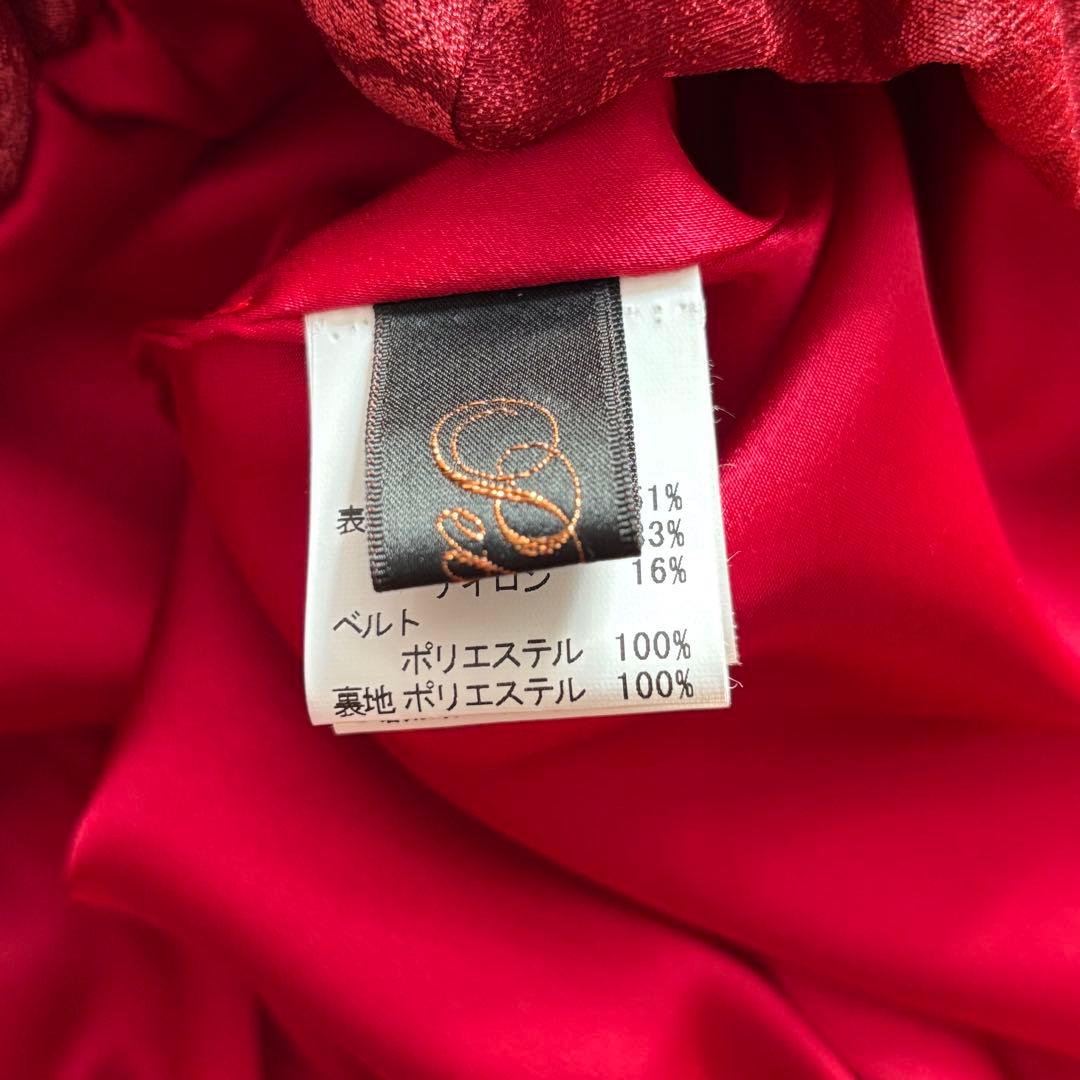 表 1%
3%
ナイロン 16%
ベルト
ポリエステル 100%
裏地 ポリエステル 100%